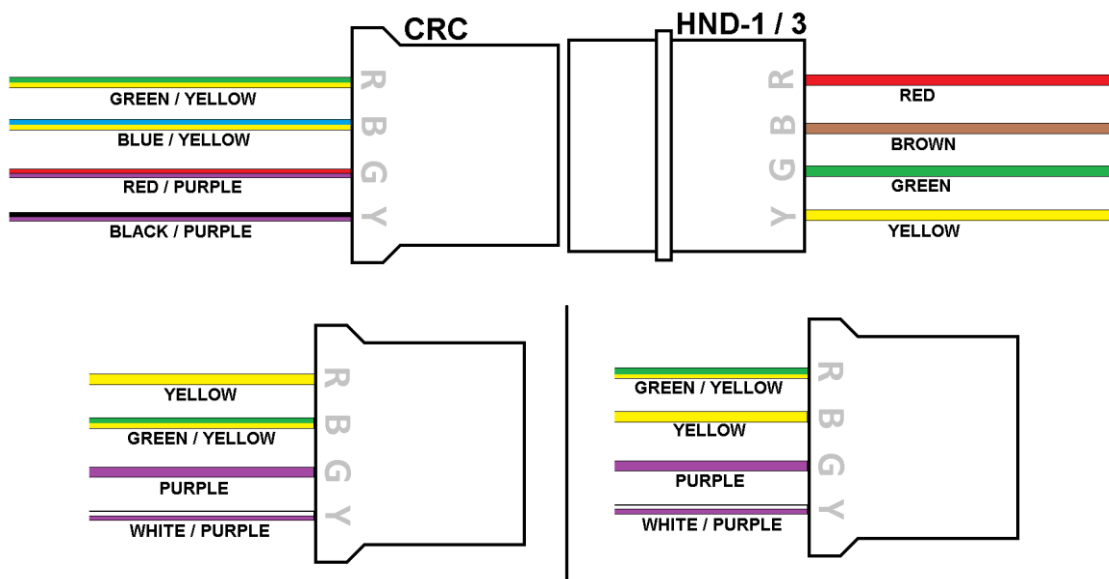 CRC
HND-1 / 3
R
GREEN / YELLOW
B
BLUE / YELLOW
G
RED / PURPLE
Y
BLACK / PURPLE
R
RED
B
BROWN
G
GREEN
Y
YELLOW
R
YELLOW
B
GREEN / YELLOW
G
PURPLE
Y
WHITE / PURPLE
R
GREEN / YELLOW
B
YELLOW
G
PURPLE
Y
WHITE / PURPLE